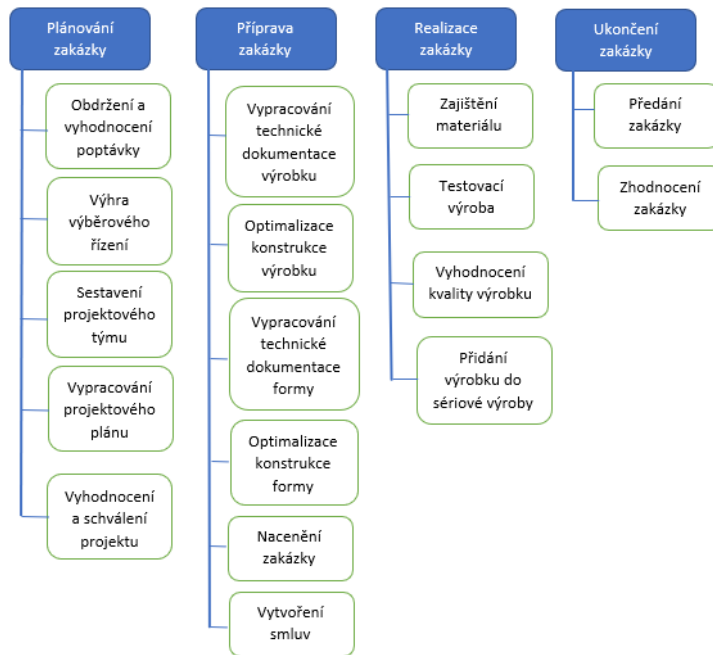 Plánování
zakázky
Obdržení a
vyhodnocení
poptávky
Výhra
výběrového
řízení
Sestavení
projektového
týmu
Vypracování
projektového
plánu
Vyhodnocení
a schválení
projektu
Příprava
zakázky
Vypracování
technické
dokumentace
výrobku
Optimalizace
konstrukce
výrobku
Vypracování
technické
dokumentace
formy
Optimalizace
konstrukce
formy
Nacenění
zakázky
Vytvoření
smluv
Realizace
zakázky
Zajištění
materiálu
Testovací
výroba
Vyhodnocení
kvality výrobku
Přidání
výrobku do
sériové výroby
Ukončení
zakázky
Předání
zakázky
Zhodnocení
zakázky